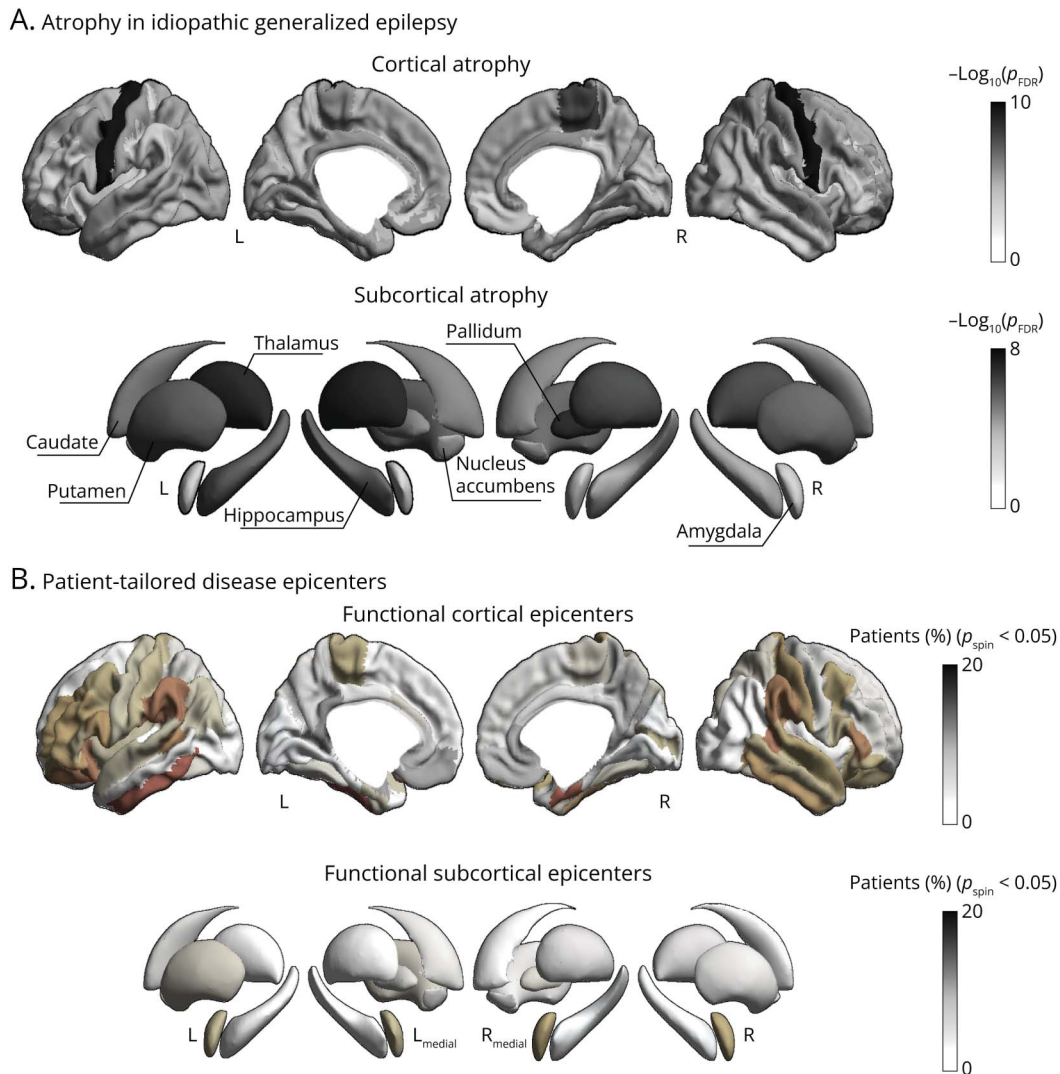 A. Atrophy in idiopathic generalized epilepsy
Cortical atrophy
–Log10(pFDR)
10
0
L
R
Subcortical atrophy
–Log10(pFDR)
8
0
Thalamus
Pallidum
Caudate
Putamen
L
Hippocampus
Nucleus
accumbens
R
Amygdala
B. Patient-tailored disease epicenters
Functional cortical epicenters
Patients (%) (pspin < 0.05)
20
0
L
R
Functional subcortical epicenters
Patients (%) (pspin < 0.05)
20
0
L
Lmedial
Rmedial
R